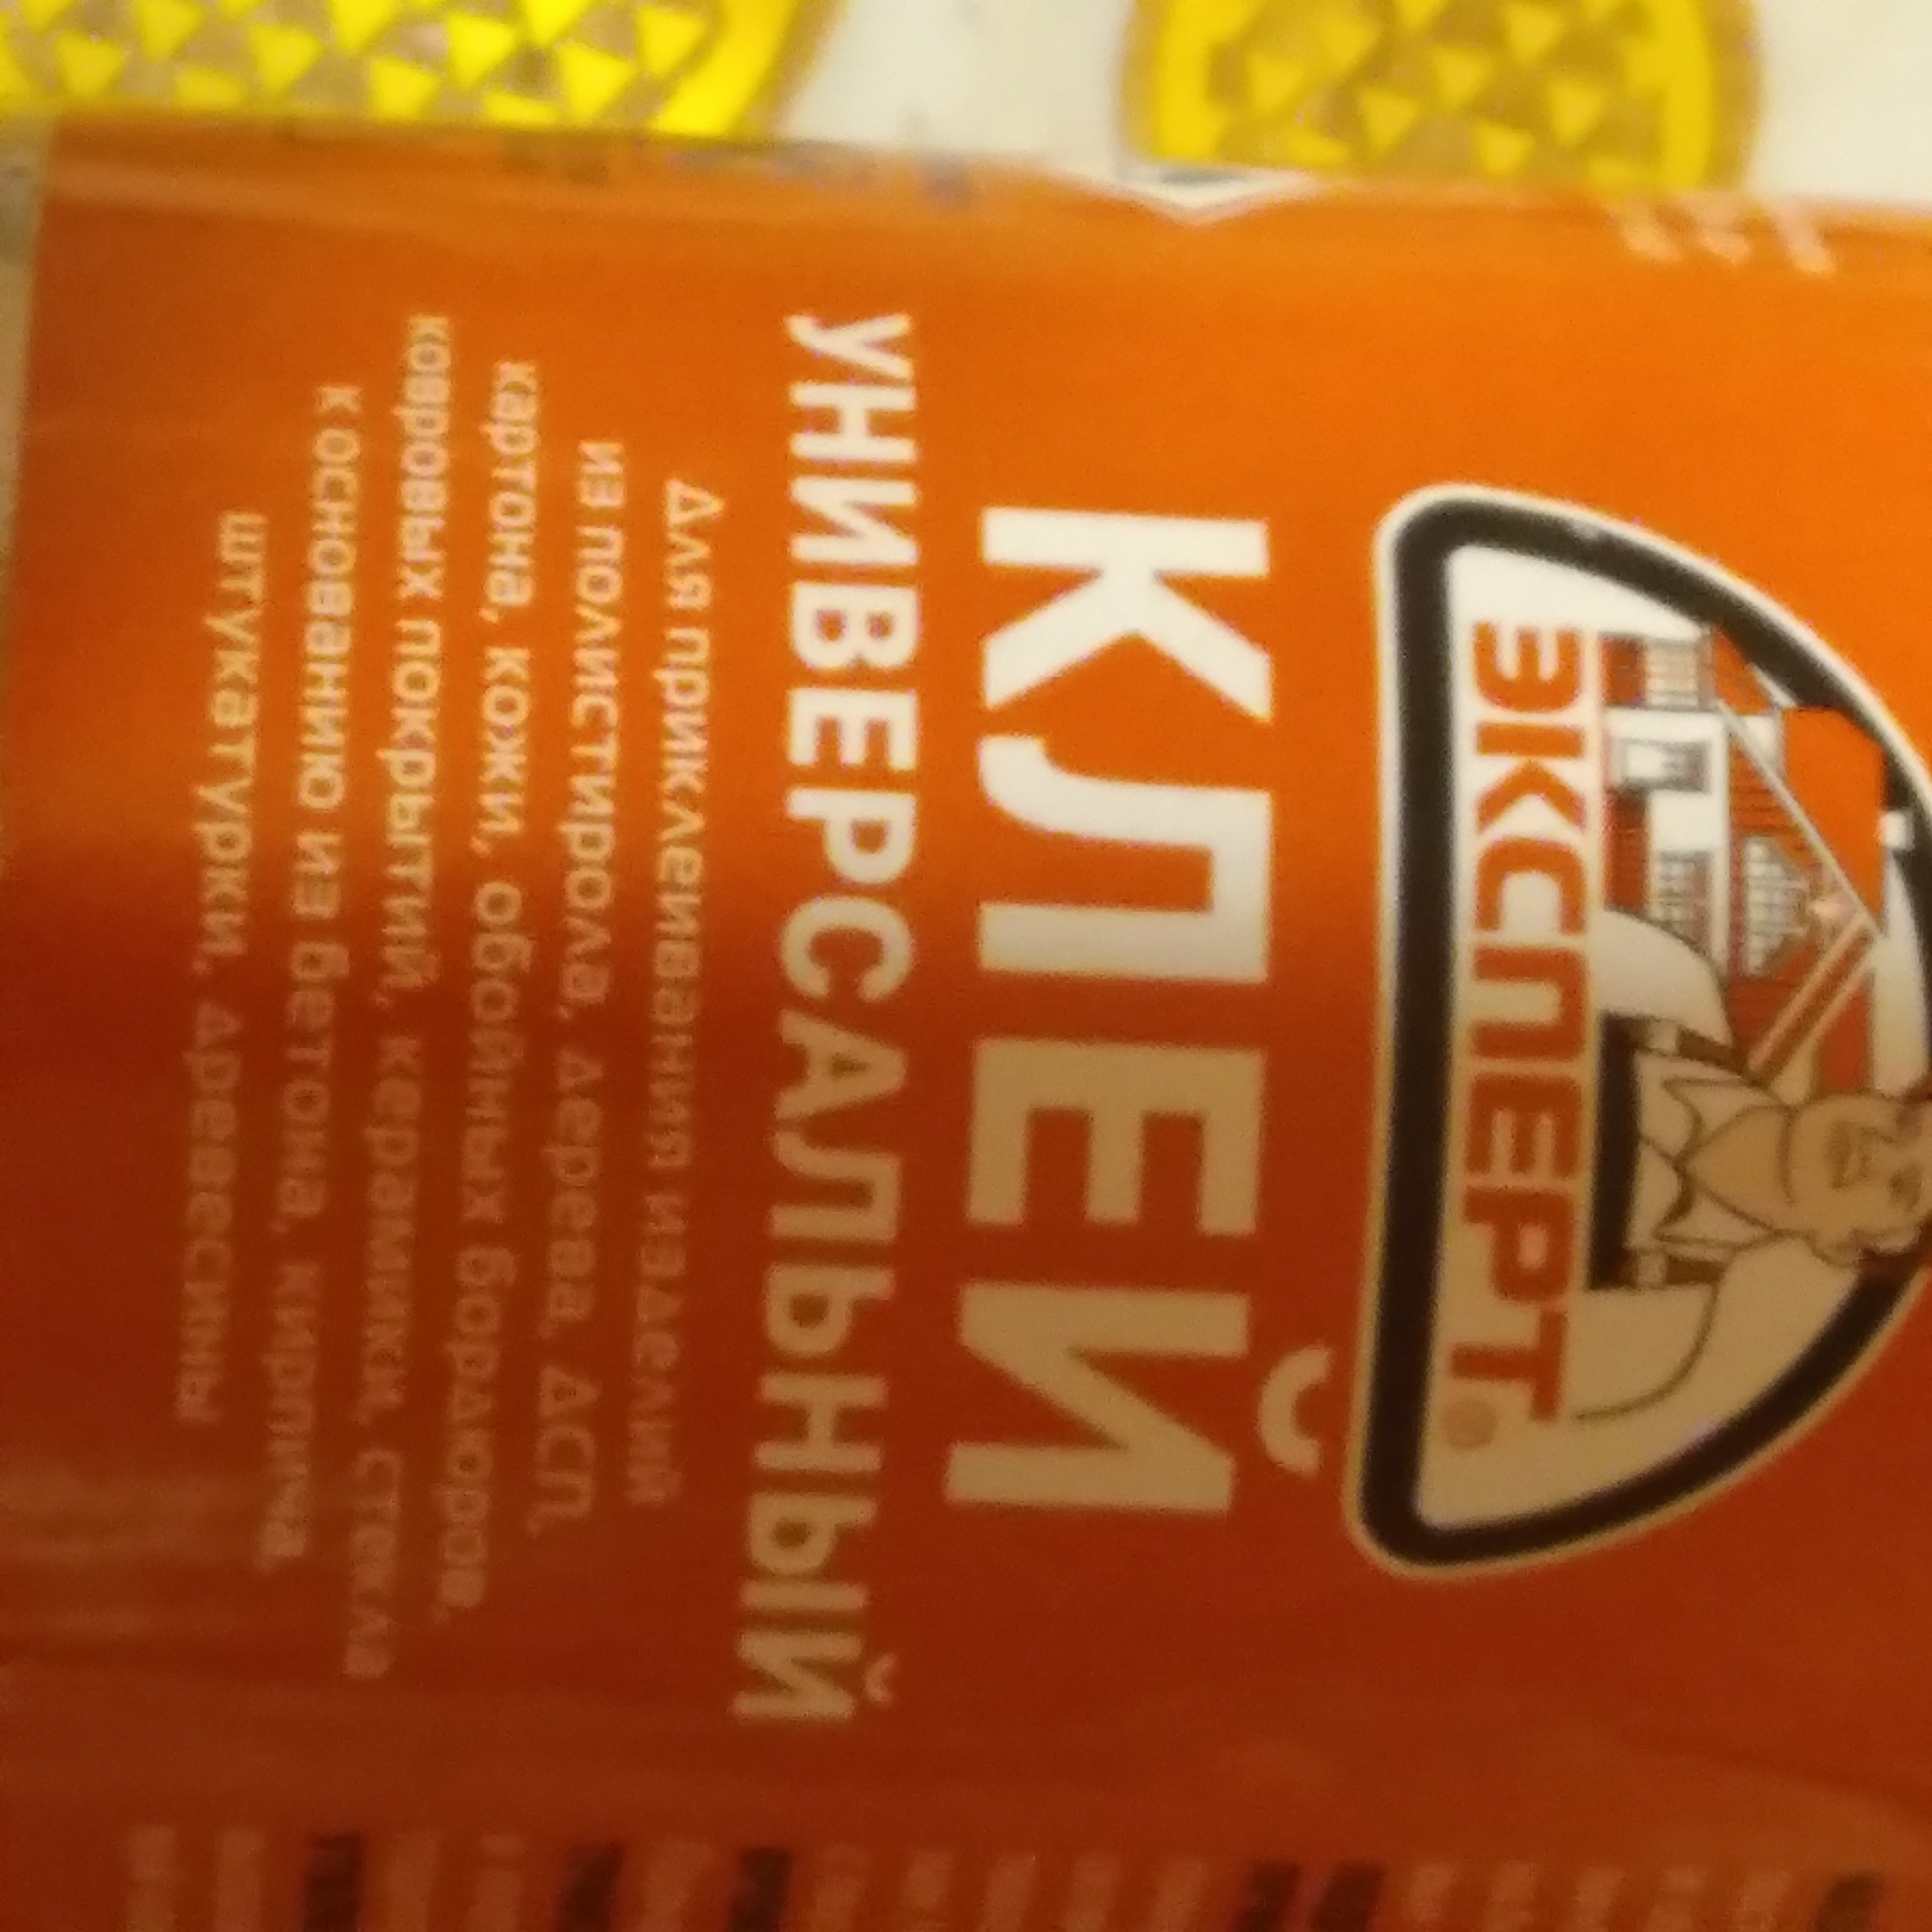 ЭКСПЕРТ
КЛЕЙ
УНИВЕРСАЛЬНЫЙ
Для приклеивания изделий
из полистирола, дерева, ДСП,
картона, кожи, обойных бордюров,
ковровых покрытий, керамики, стекла
к основанию из бетона, кирпича,
штукатурки, древесины